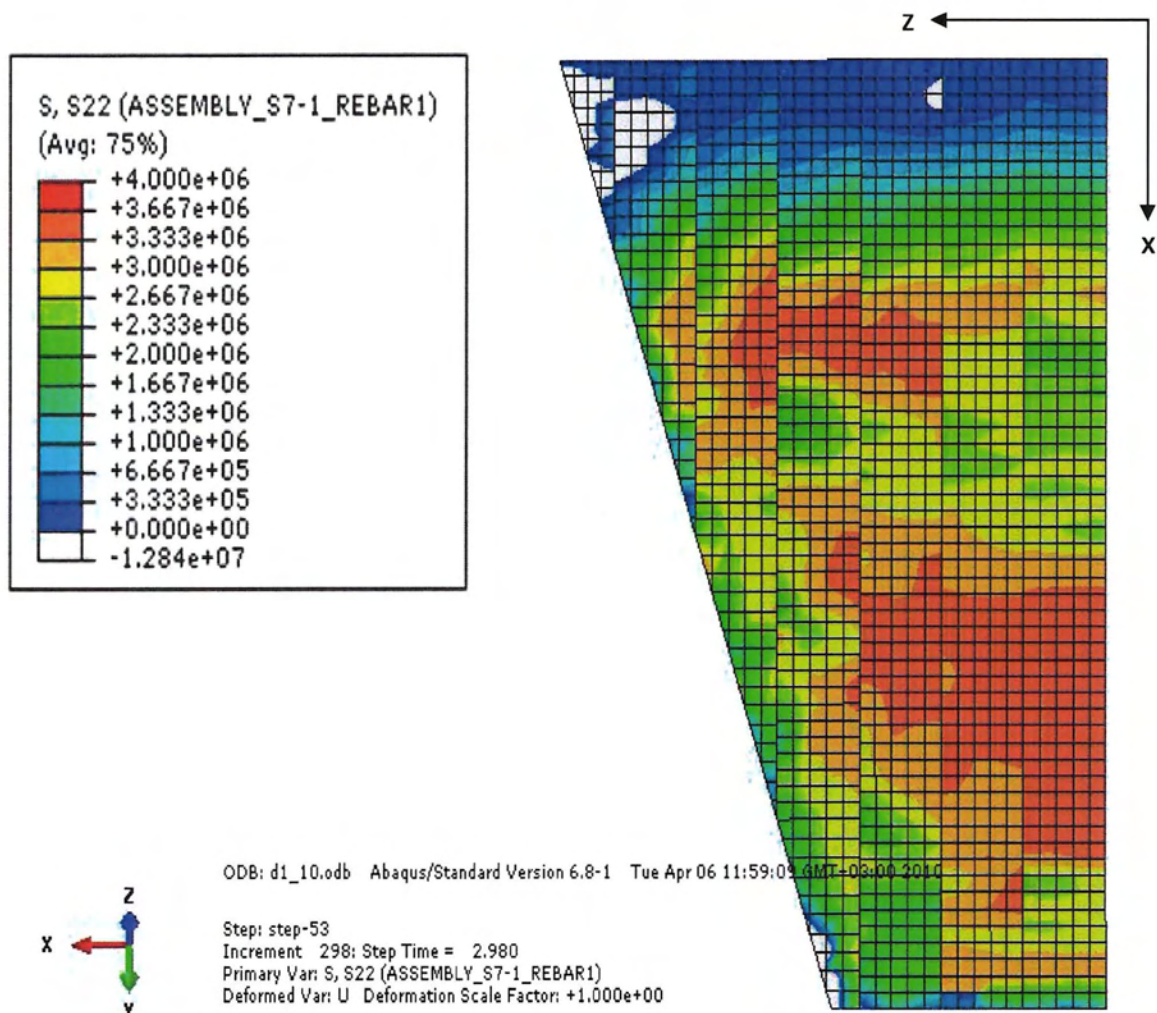 Z
X
S, S22 (ASSEMBLY_S7-1_REBAR1)
(Avg: 75%)
+4.000e+06
+3.667e+06
+3.333e+06
+3.000e+06
+2.667e+06
+2.333e+06
+2.000e+06
+1.667e+06
+1.333e+06
+1.000e+06
+6.667e+05
+3.333e+05
+0.000e+00
-1.284e+07
ODB: d1_10.odb Abaqus/Standard Version 6.8-1 Tue Apr 06 11:59:09 GMT-03:00 2010
Z
X
Y
Step: step-53
Increment 298: Step Time = 2.980
Primary Var: S, S22 (ASSEMBLY_S7-1_REBAR1)
Deformed Var: U Deformation Scale Factor: +1.000e+00